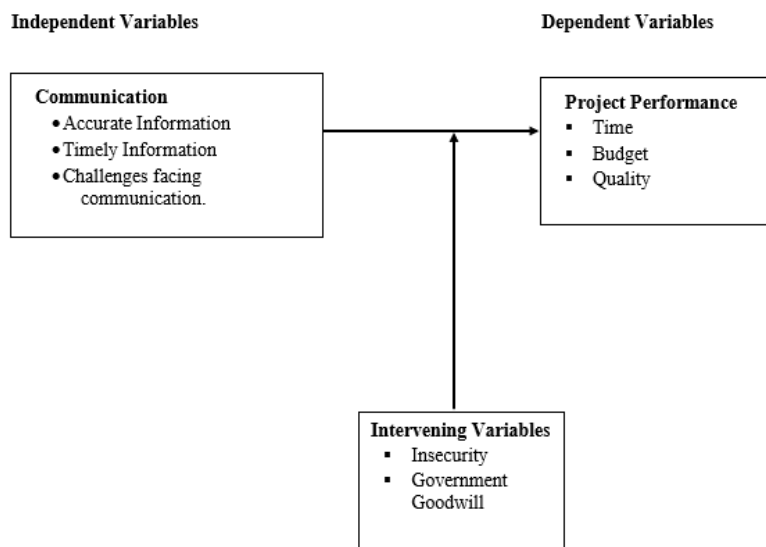 Independent Variables
Dependent Variables
Communication
• Accurate Information
• Timely Information
• Challenges facing
communication.
Project Performance
▪ Time
▪ Budget
▪ Quality
Intervening Variables
▪ Insecurity
▪ Government
Goodwill